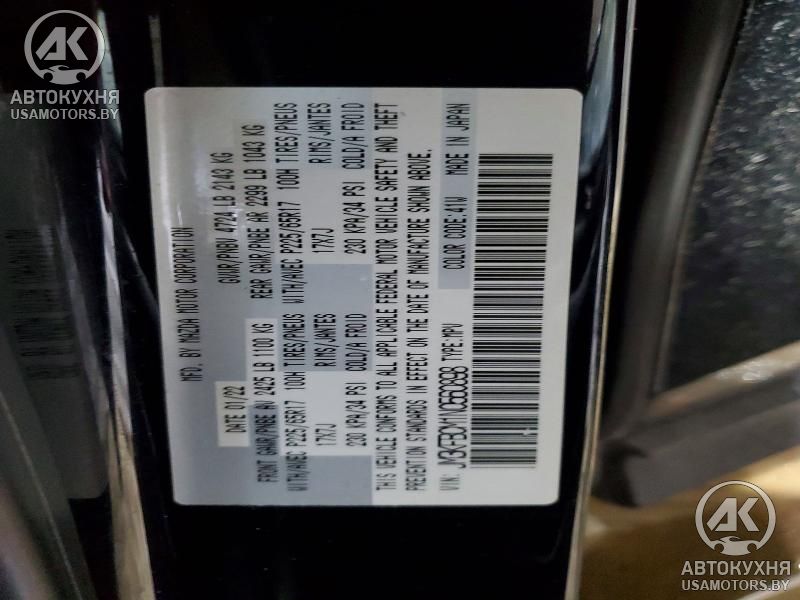 AK
АВТОКУХНЯ
USAMOTORS.BY
MFD. BY MAZDA MOTOR CORPORATION
DATE 01/22 GVWR/PNBV 4724 LB 2143 KG
FRONT GAWR/PNBE AV 2425 LB 1100 KG REAR GAWR/PNBE AR 2299 LB 1043 KG
WITH/AVEC P225/65R17 100H TIRES/PNEUS WITH/AVEC P225/65R17 100H TIRES/PNEUS
17X7J RIMS/JANTES 17X7J RIMS/JANTES
230 KPA/34 PSI COLD/A FROID 230 KPA/34 PSI COLD/A FROID
THIS VEHICLE CONFORMS TO ALL APPLICABLE FEDERAL MOTOR VEHICLE SAFETY AND THEFT
PREVENTION STANDARDS IN EFFECT ON THE DATE OF MANUFACTURE SHOWN ABOVE.
VIN: TYPE:MPV COLOR CODE:41W MADE IN JAPAN
AK
АВТОКУХНЯ
USAMOTORS.BY